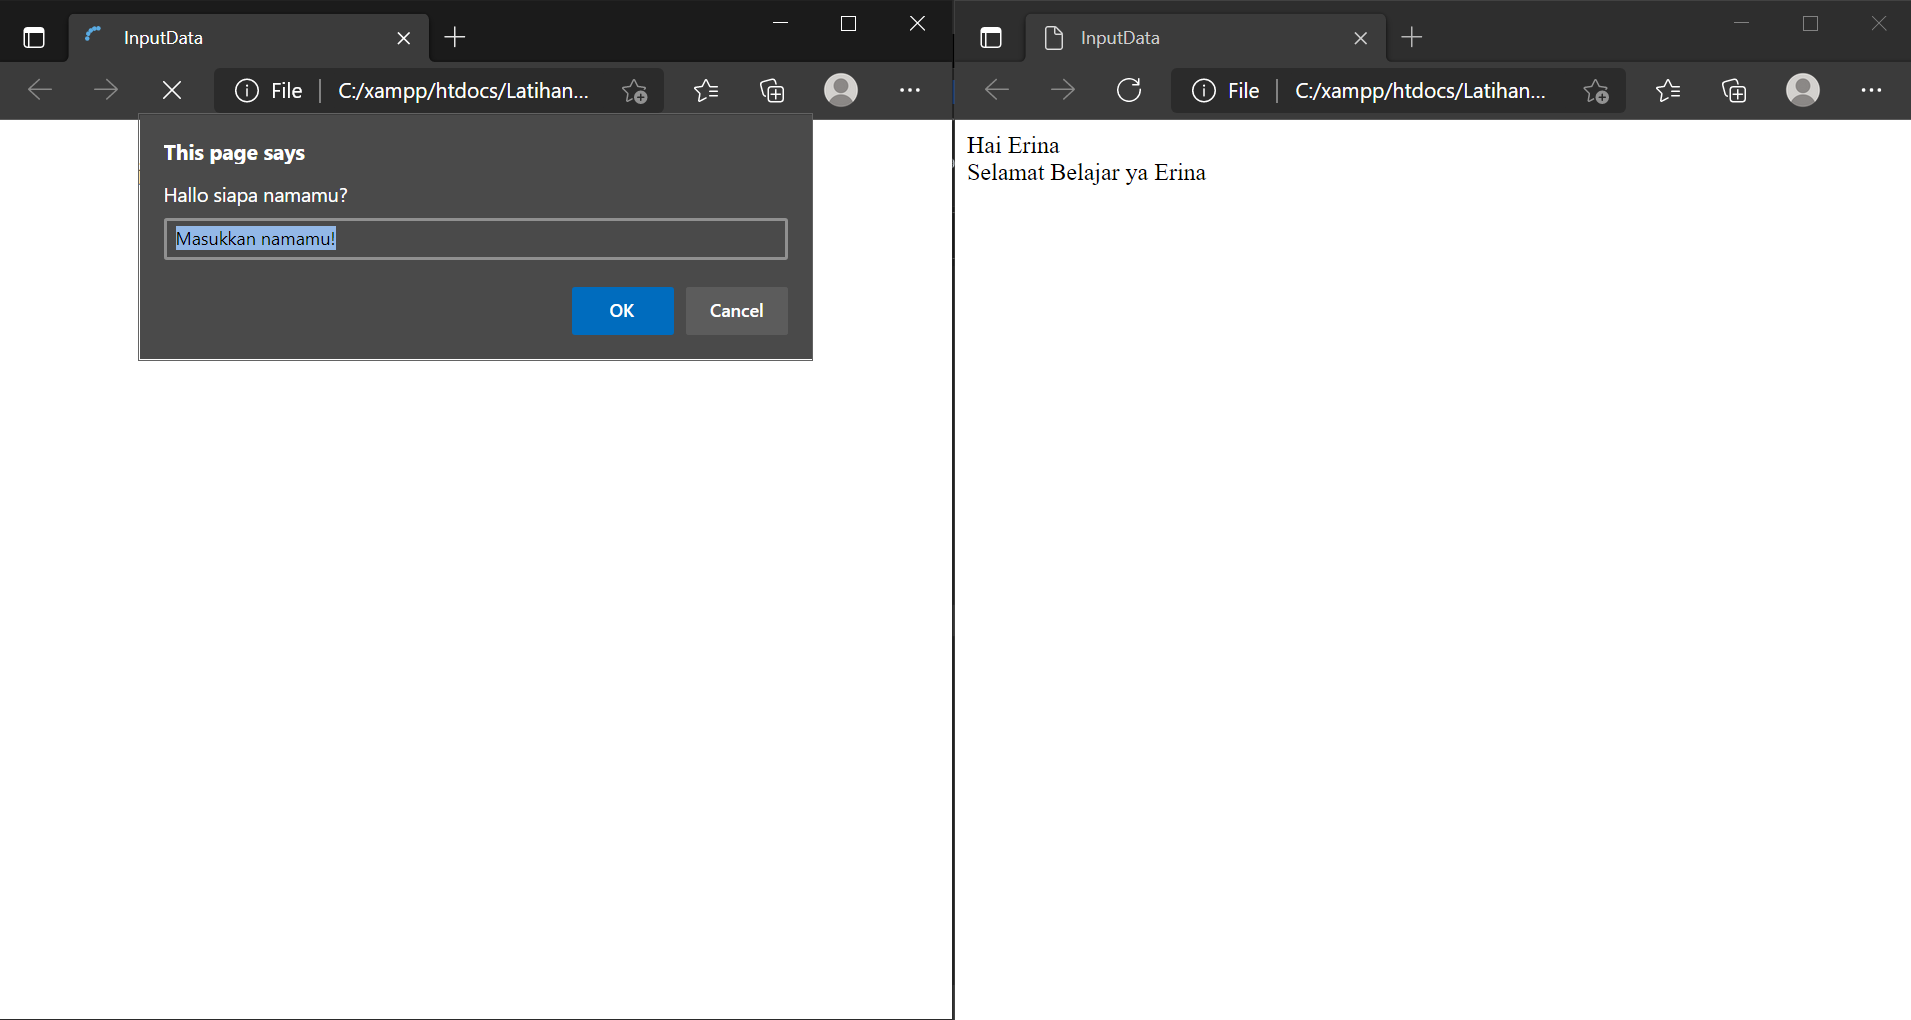 InputData
File
C:/xampp/htdocs/Latihan...
This page says
Hallo siapa namamu?
Masukkan namamu!
OK
Cancel
InputData
File
C:/xampp/htdocs/Latihan...
Hai Erina
Selamat Belajar ya Erina